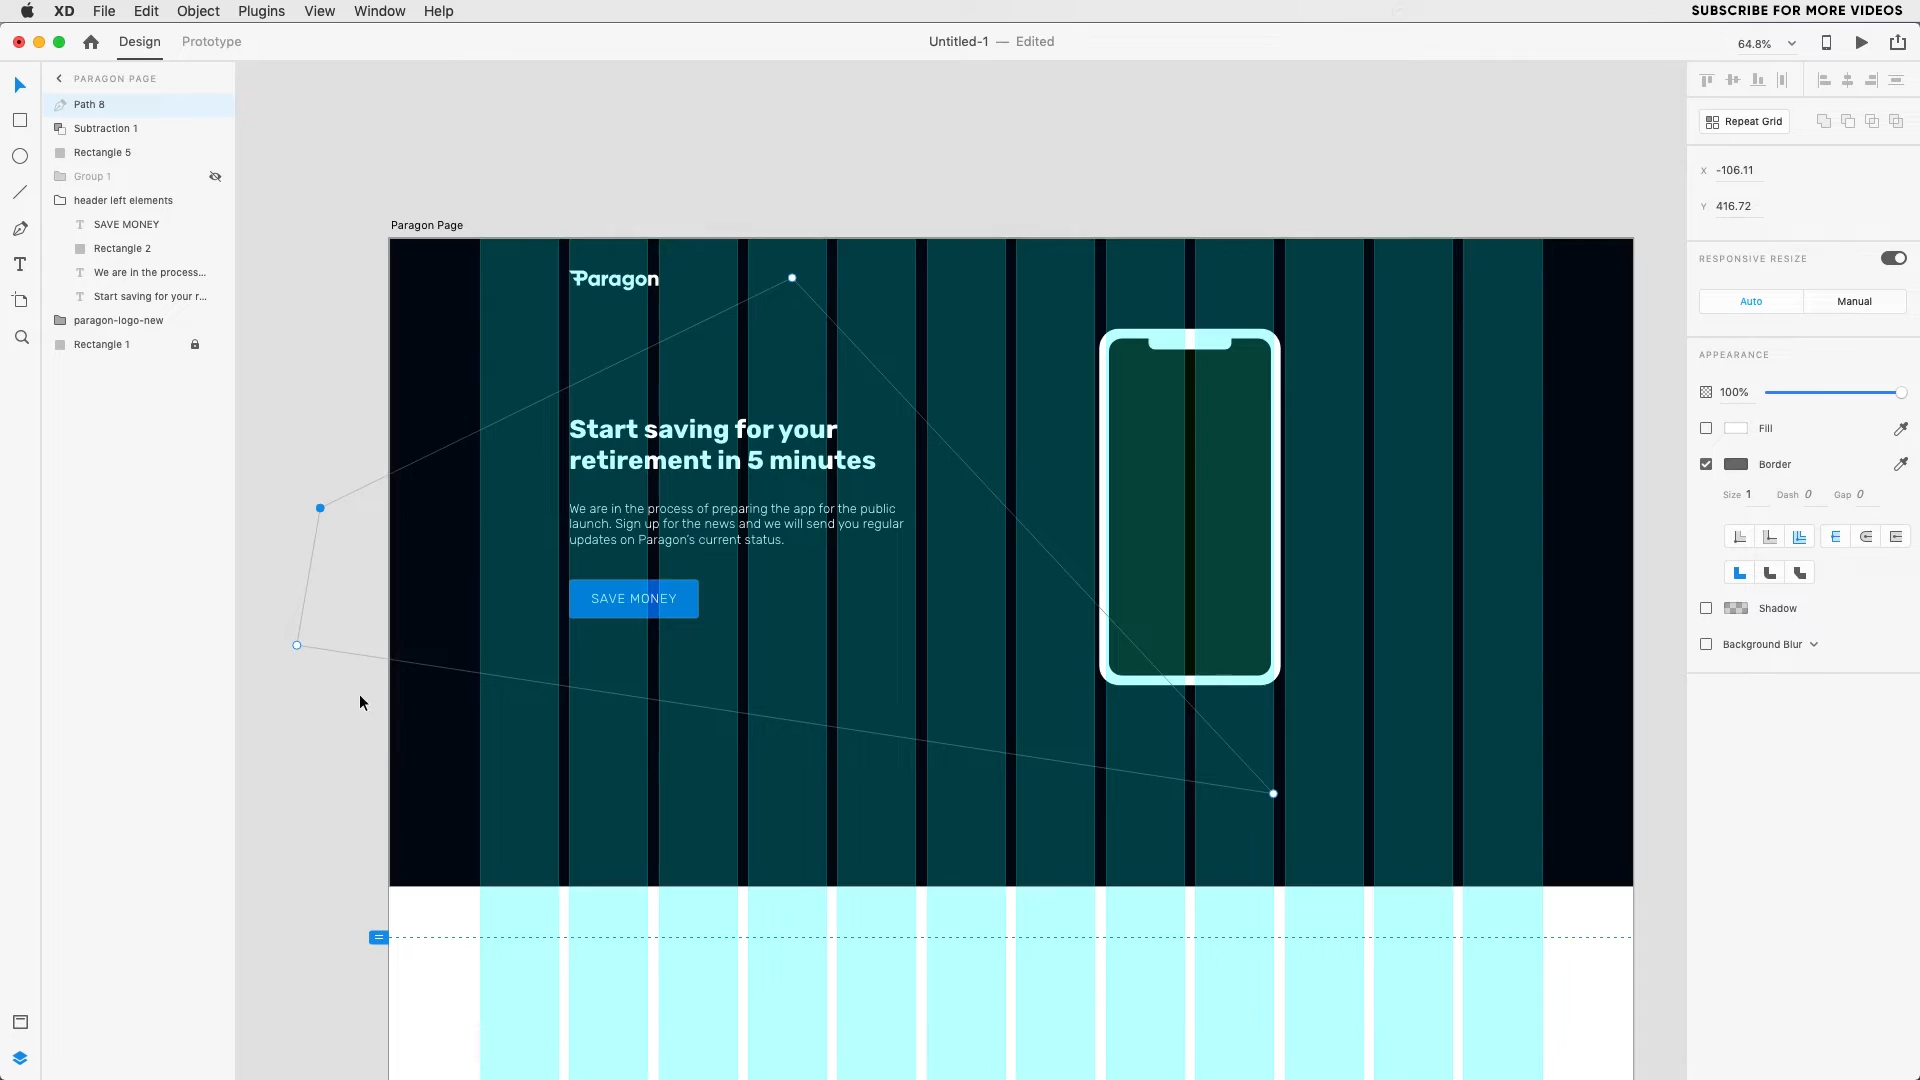 XD File Edit Object Plugins View Window Help
SUBSCRIBE FOR MORE VIDEOS
Design Prototype
Untitled-1 — Edited
64.8%
PARAGON PAGE
Path 8
Subtraction 1
Rectangle 5
Group 1
header left elements
SAVE MONEY
Rectangle 2
We are in the process...
Start saving for your r...
paragon-logo-new
Rectangle 1
Paragon Page
Paragon
Start saving for your
retirement in 5 minutes
We are in the process of preparing the app for the public
launch. Sign up for the news and we will send you regular
updates on Paragon's current status.
SAVE MONEY
Repeat Grid
X -106.11
Y 416.72
RESPONSIVE RESIZE
Auto Manual
APPEARANCE
100%
Fill
Border
Size 1 Dash 0 Gap 0
Shadow
Background Blur